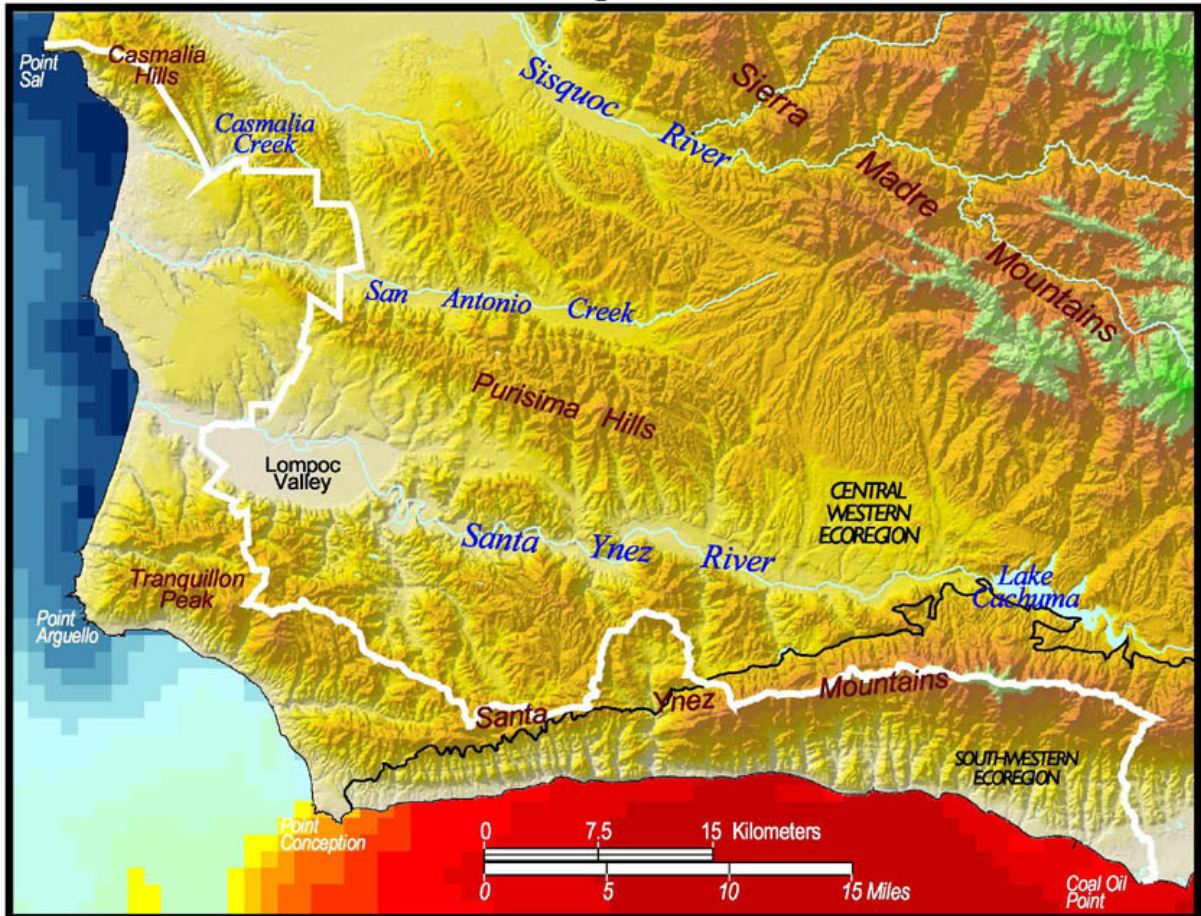 Point
Sal
Casmalia
Hills
Casmalia
Creek
Sisquoc River
Sierra Madre Mountains
San Antonio Creek
Purisima Hills
Lompoc
Valley
CENTRAL
WESTERN
ECOREGION
Santa Ynez River
Lake
Cachuma
Tranquillon
Peak
Point
Arguello
Santa Ynez Mountains
SOUTHWESTERN
ECOREGION
Point
Conception
0 7.5 15 Kilometers
0 5 10 15 Miles
Coal Oil
Point